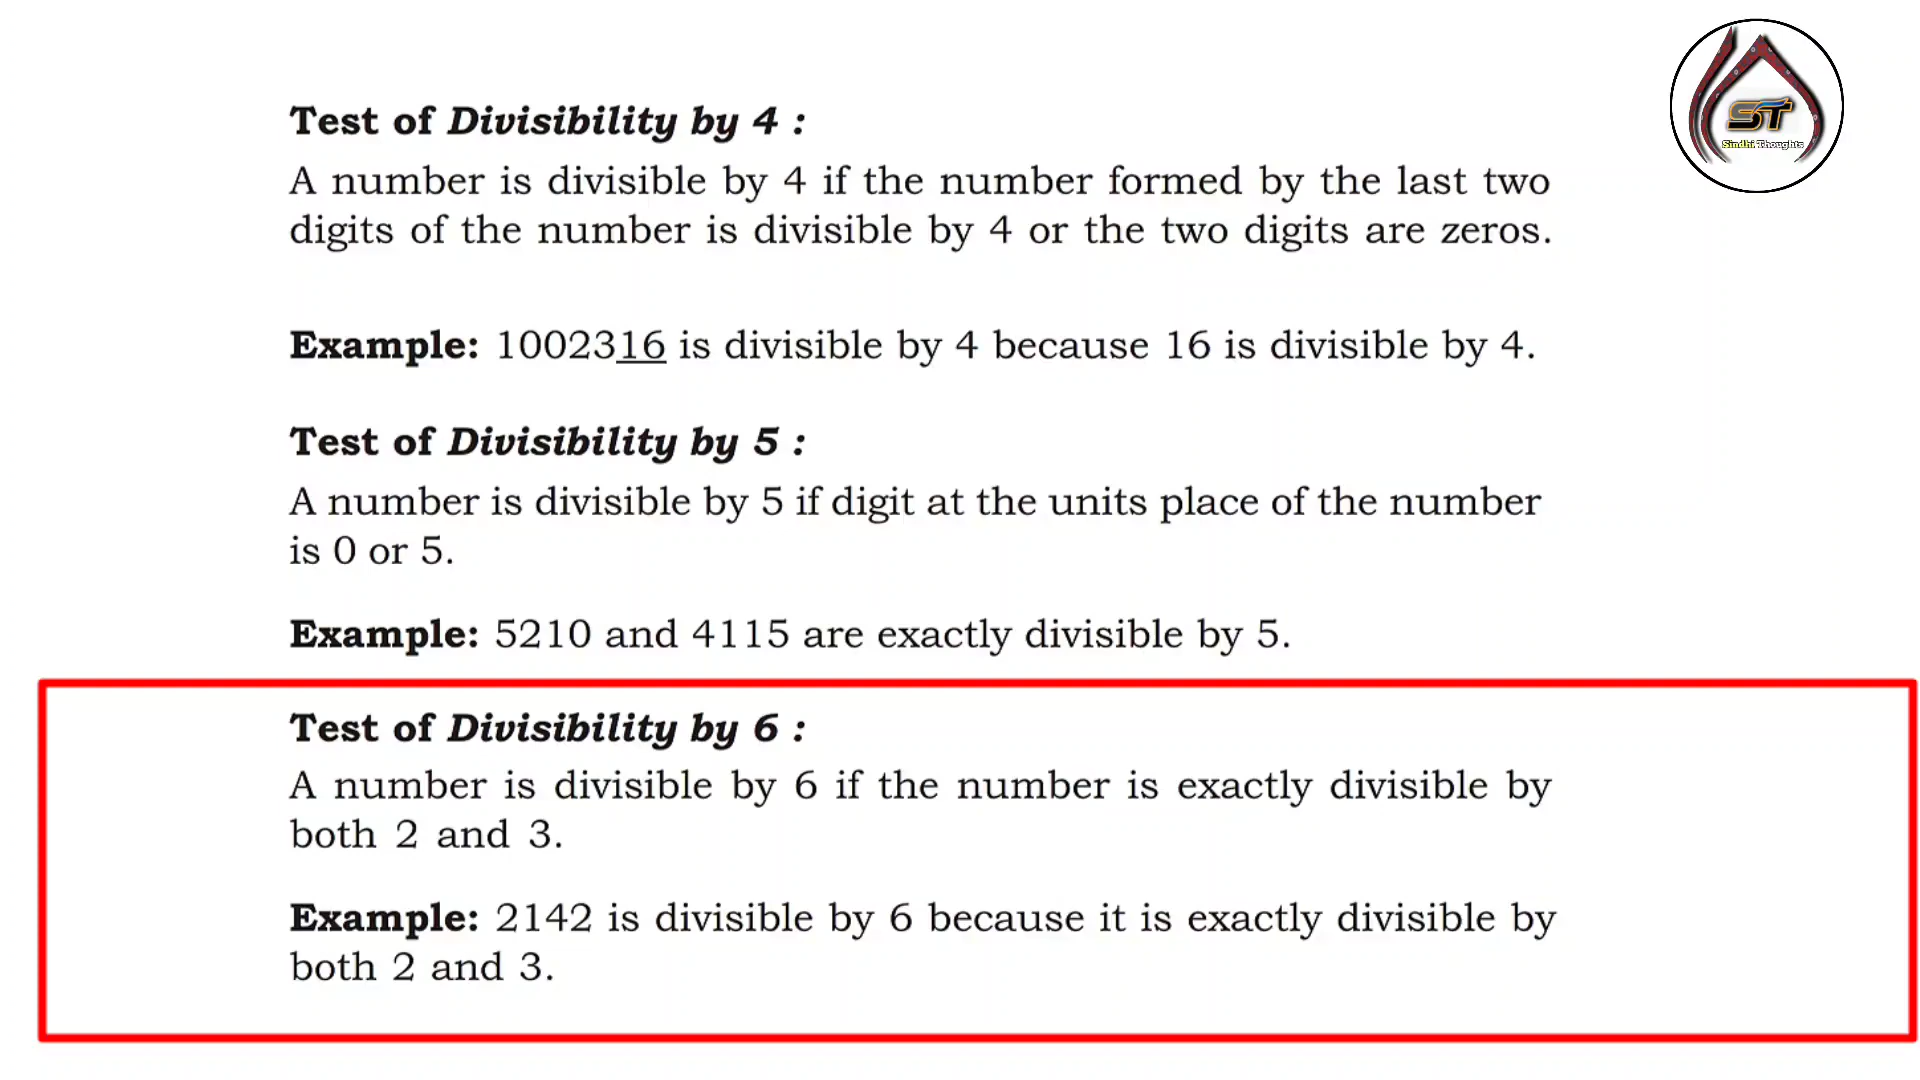 ST
Sindhi Thoughts
Test of Divisibility by 4 :
A number is divisible by 4 if the number formed by the last two
digits of the number is divisible by 4 or the two digits are zeros.
Example: 1002316 is divisible by 4 because 16 is divisible by 4.
Test of Divisibility by 5 :
A number is divisible by 5 if digit at the units place of the number
is 0 or 5.
Example: 5210 and 4115 are exactly divisible by 5.
Test of Divisibility by 6 :
A number is divisible by 6 if the number is exactly divisible by
both 2 and 3.
Example: 2142 is divisible by 6 because it is exactly divisible by
both 2 and 3.